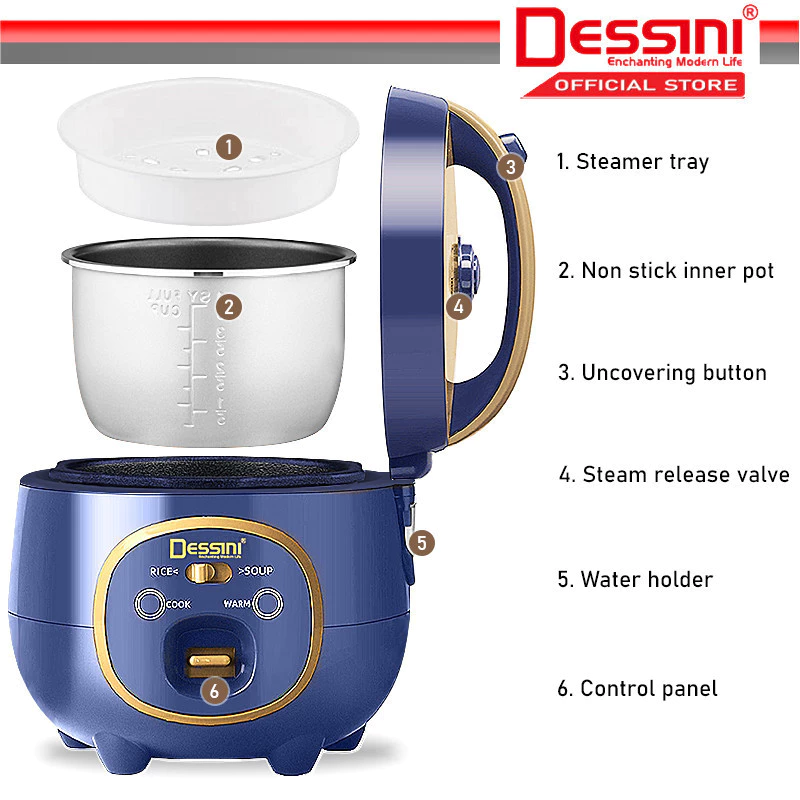 DESSINI®
Enchanting Modern Life
OFFICIAL STORE
1
2
3
4
5
6
1. Steamer tray
2. Non stick inner pot
3. Uncovering button
4. Steam release valve
5. Water holder
6. Control panel
DESSINI®
Enchanting Modern Life
RICE< >SOUP
COOK WARM